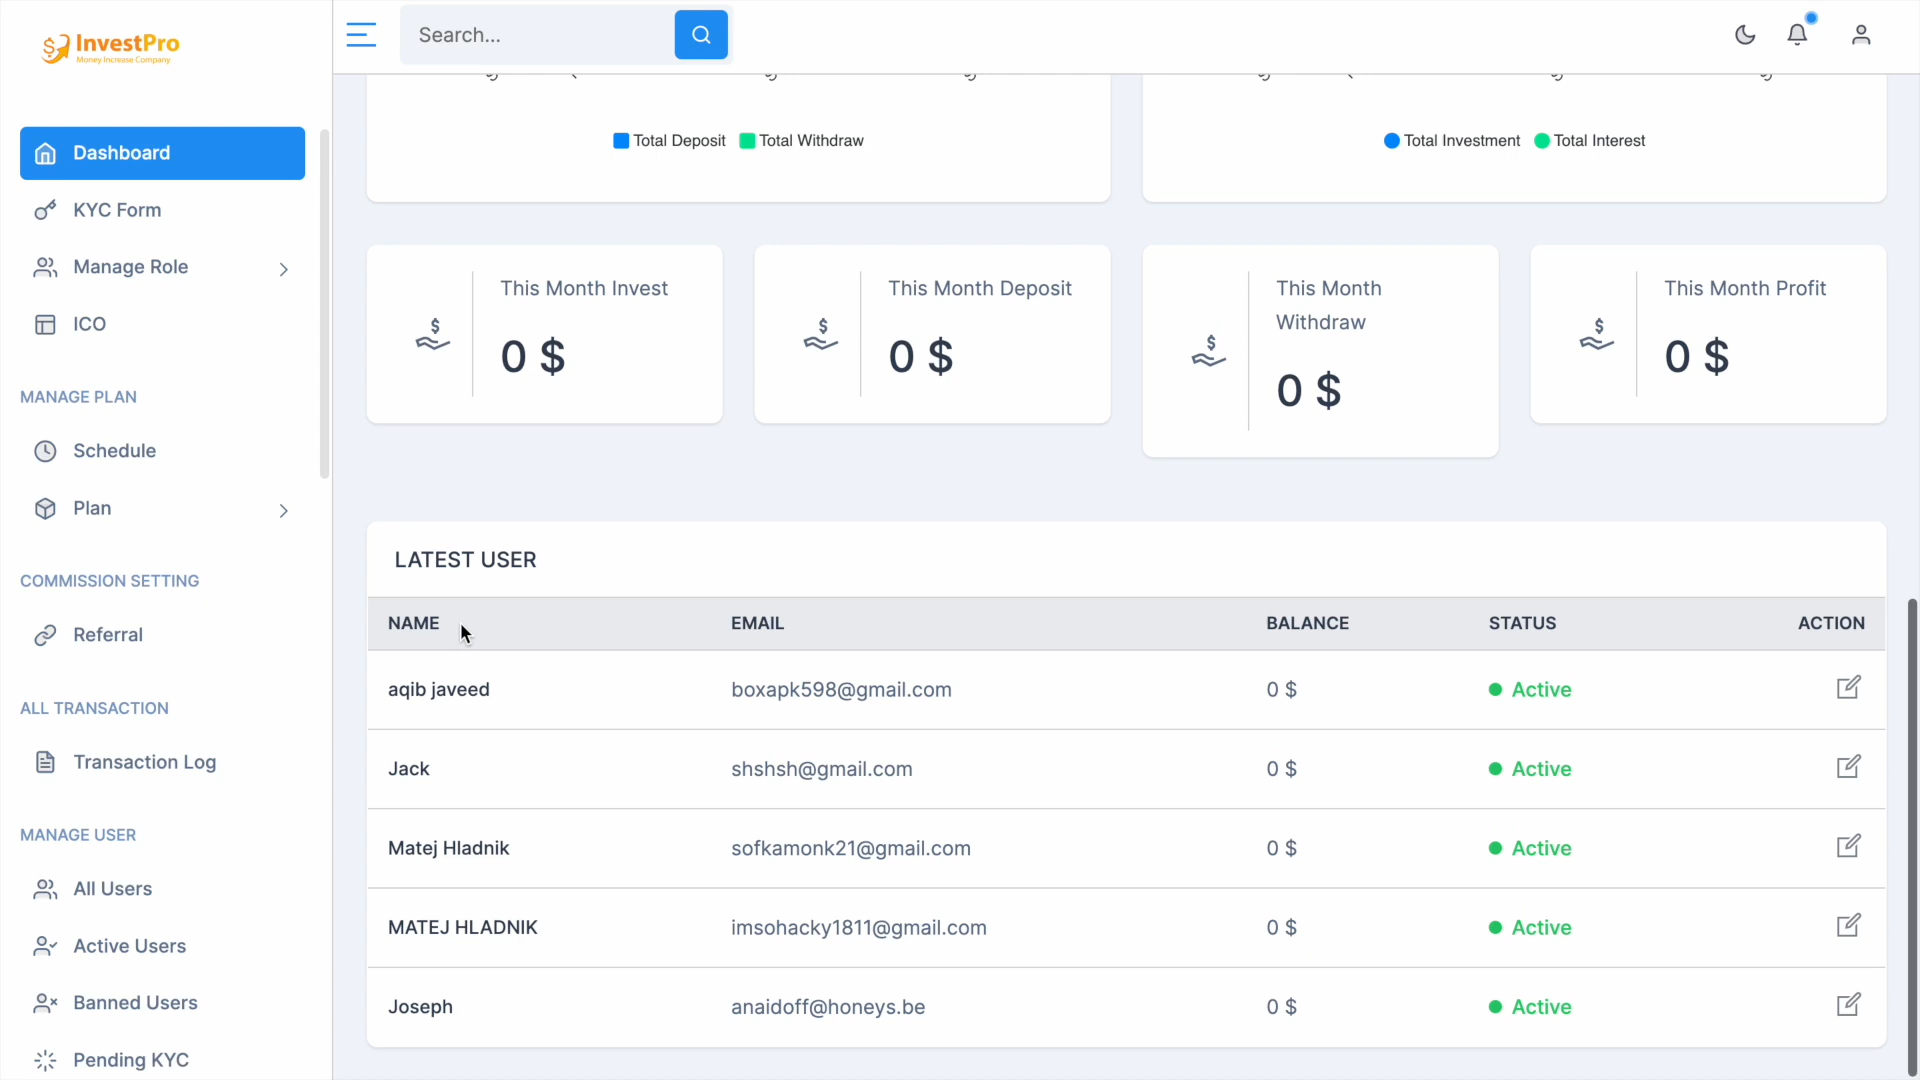 InvestPro
Money Increase Company
Search...
Dashboard
KYC Form
Manage Role
ICO
MANAGE PLAN
Schedule
Plan
COMMISSION SETTING
Referral
ALL TRANSACTION
Transaction Log
MANAGE USER
All Users
Active Users
Banned Users
Pending KYC
Total Deposit Total Withdraw
Total Investment Total Interest
This Month Invest
0 $
This Month Deposit
0 $
This Month
Withdraw
0 $
This Month Profit
0 $
LATEST USER
NAME EMAIL BALANCE STATUS ACTION
aqib javeed boxapk598@gmail.com 0 $ Active
Jack shshsh@gmail.com 0 $ Active
Matej Hladnik sofkamonk21@gmail.com 0 $ Active
MATEJ HLADNIK imsohacky1811@gmail.com 0 $ Active
Joseph anaidoff@honeys.be 0 $ Active